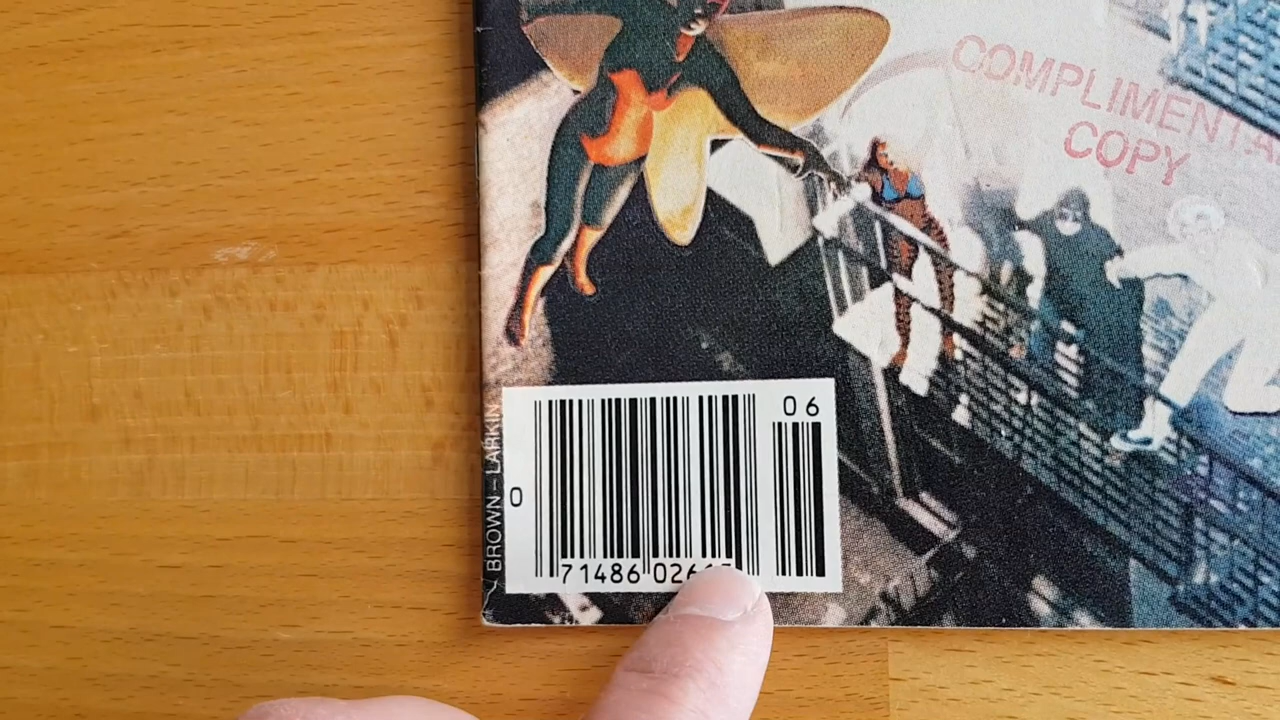 COMPLIMENTA
COPY
BROWN – LARKIN
06
0
71486 026